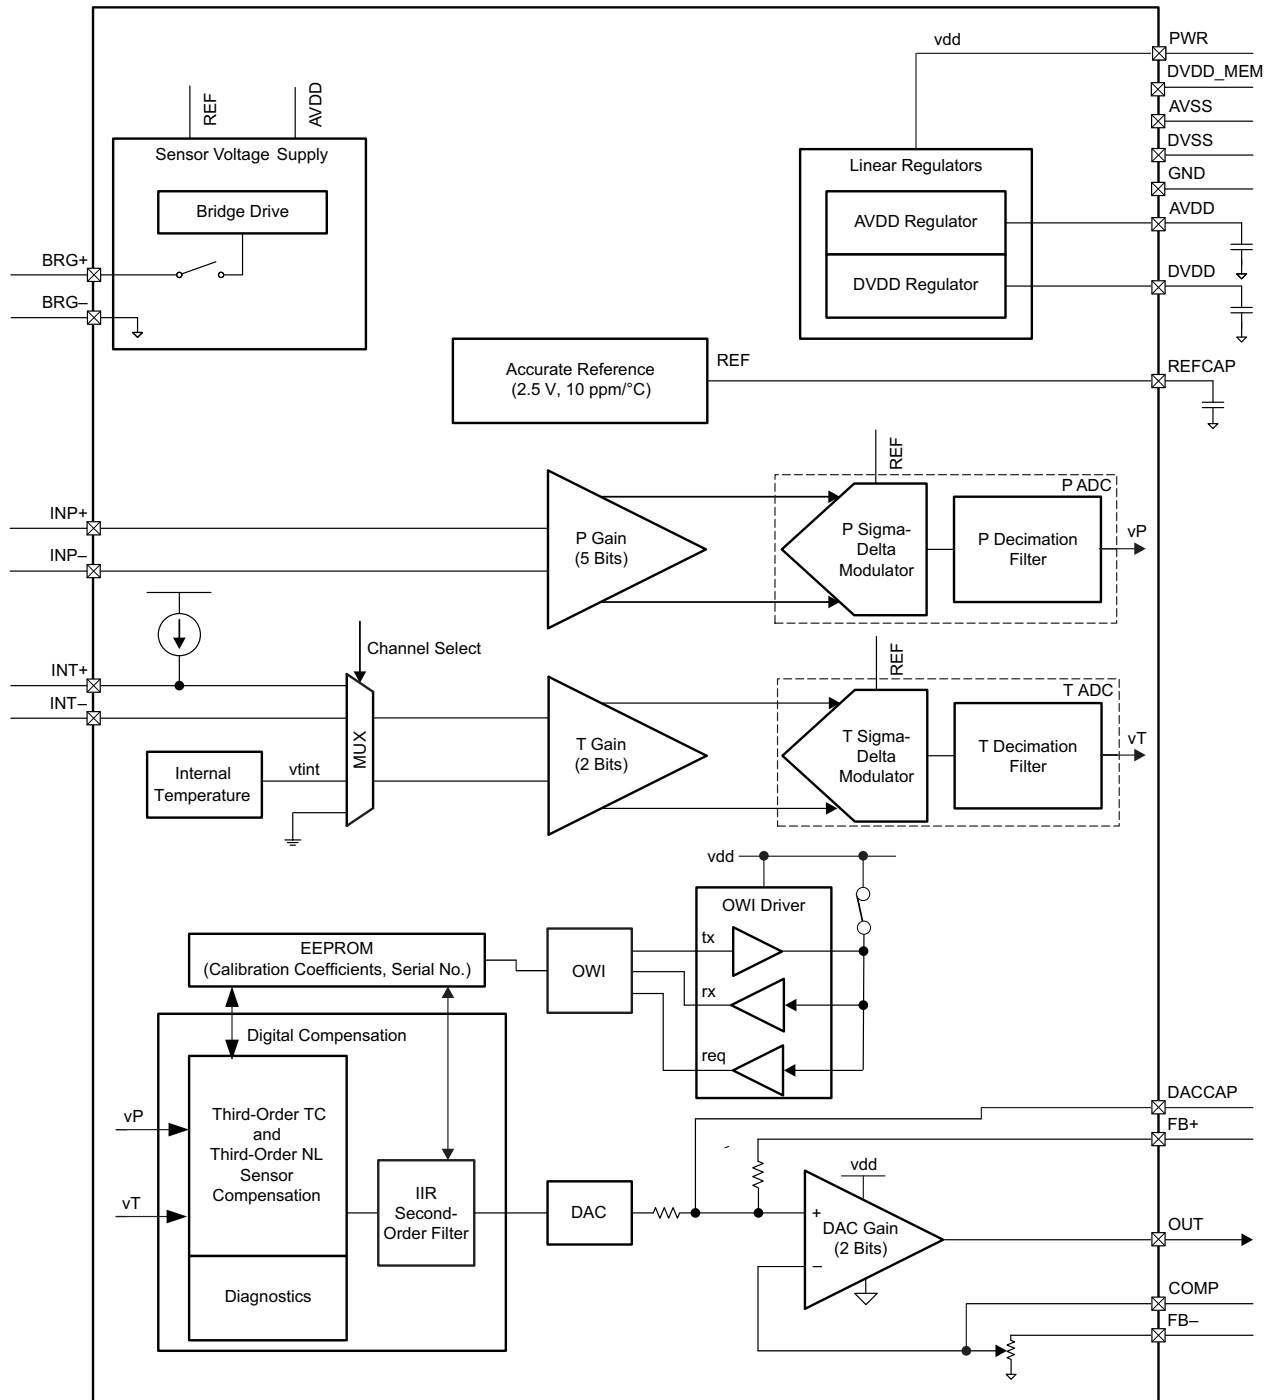 vdd
PWR
DVDD_MEM
AVSS
DVSS
GND
AVDD
DVDD
REFCAP
REF
AVDD
Sensor Voltage Supply
Bridge Drive
BRG+
BRG–
Linear Regulators
AVDD Regulator
DVDD Regulator
Accurate Reference
(2.5 V, 10 ppm/°C)
REF
INP+
INP–
P Gain
(5 Bits)
REF
P ADC
P Sigma-
Delta
Modulator
P Decimation
Filter
vP
Channel Select
INT+
INT–
MUX
Internal
Temperature
vtint
T Gain
(2 Bits)
REF
T ADC
T Sigma-
Delta
Modulator
T Decimation
Filter
vT
vdd
OWI Driver
tx
rx
req
OWI
EEPROM
(Calibration Coefficients, Serial No.)
Digital Compensation
vP
vT
Third-Order TC
and
Third-Order NL
Sensor
Compensation
Diagnostics
IIR
Second-
Order Filter
DAC
vdd
+
DAC Gain
(2 Bits)
–
DACCAP
FB+
OUT
COMP
FB–